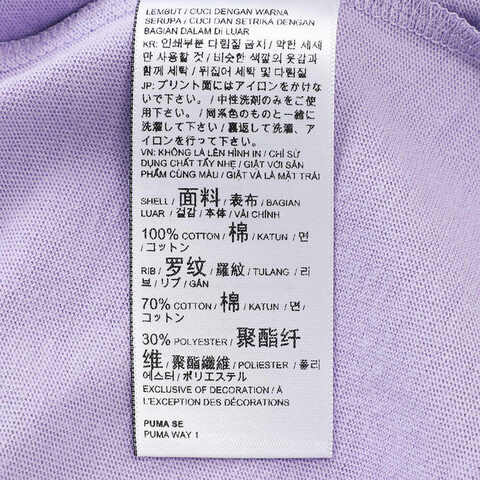 LEMBUT / CUCI DENGAN WARNA
SERUPA / CUCI DAN SETRIKA DENGAN
BAGIAN DALAM DI LUAR
KR: 인쇄부분 다림질 금지 / 약한 세제
만 사용할 것 / 비슷한 색깔의 옷감과
함께 세탁 / 뒤집어 세탁 및 다림질
JP: プリント面にはアイロンをかけな
いで下さい。 / 中性洗剤のみをご使
用下さい。 / 同系色のものと一緒に
洗濯して下さい / 裏返して洗濯、ア
イロンを行って下さい。
VN: KHÔNG LÀ LÊN HÌNH IN / CHỈ SỬ
DỤNG CHẤT TẨY NHẸ / GIẶT VỚI SẢN
PHẨM CÙNG MÀU / GIẶT VÀ LÀ MẶT TRÁI
SHELL / 面料 / 表布 / BAGIAN
LUAR / 겉감 / 本体 / VẢI CHÍNH
100% COTTON / 棉 / KATUN / 면
/ コットン
RIB / 罗纹 / 羅紋 / TULANG / 리
브 / リブ / GÂN
70% COTTON / 棉 / KATUN / 면 /
コットン
30% POLYESTER / 聚酯纤
维 / 聚酯纖維 / POLIESTER / 폴리
에스터 / ポリエステル
EXCLUSIVE OF DECORATION / À
L'EXCEPTION DES DÉCORATIONS
PUMA SE
PUMA WAY 1